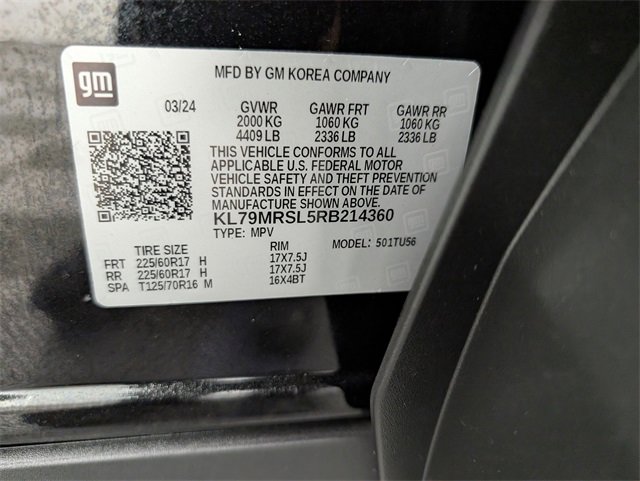 gm
MFD BY GM KOREA COMPANY
03/24 GVWR GAWR FRT GAWR RR
2000 KG 1060 KG 1060 KG
4409 LB 2336 LB 2336 LB
THIS VEHICLE CONFORMS TO ALL
APPLICABLE U.S. FEDERAL MOTOR
VEHICLE SAFETY AND THEFT PREVENTION
STANDARDS IN EFFECT ON THE DATE OF
MANUFACTURE SHOWN ABOVE.
KL79MRSL5RB214360
TYPE: MPV MODEL: 501TU56
TIRE SIZE RIM
FRT 225/60R17 H 17X7.5J
RR 225/60R17 H 17X7.5J
SPA T125/70R16 M 16X4BT